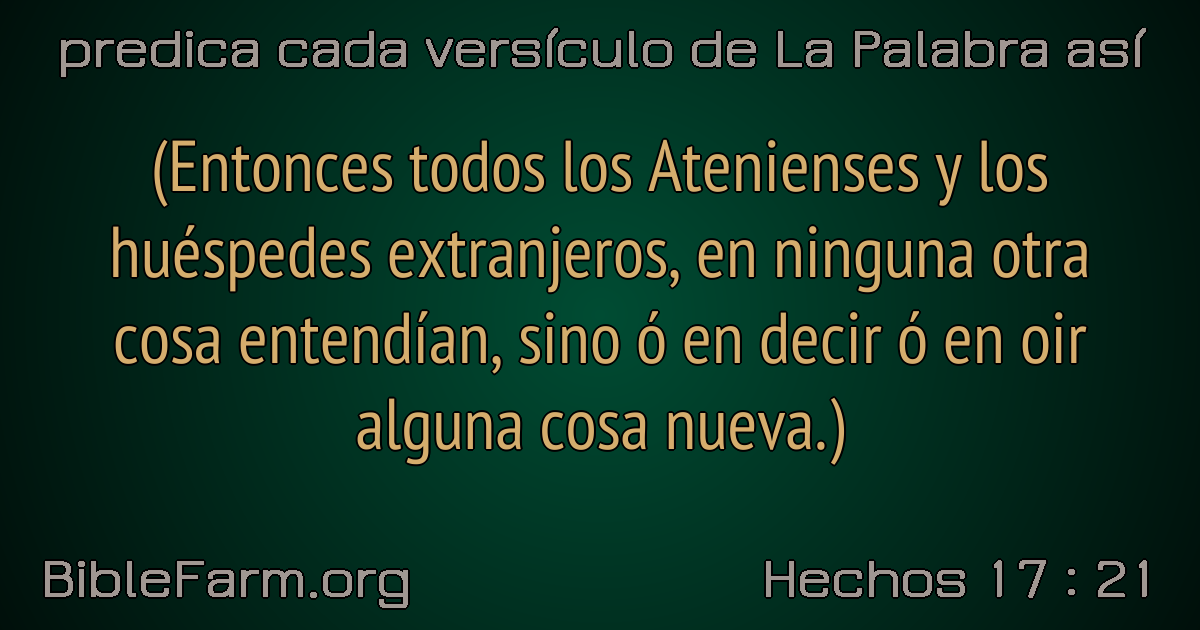 predica cada versículo de La Palabra así
(Entonces todos los Atenienses y los
huéspedes extranjeros, en ninguna otra
cosa entendían, sino ó en decir ó en oir
alguna cosa nueva.)
BibleFarm.org
Hechos 17 : 21